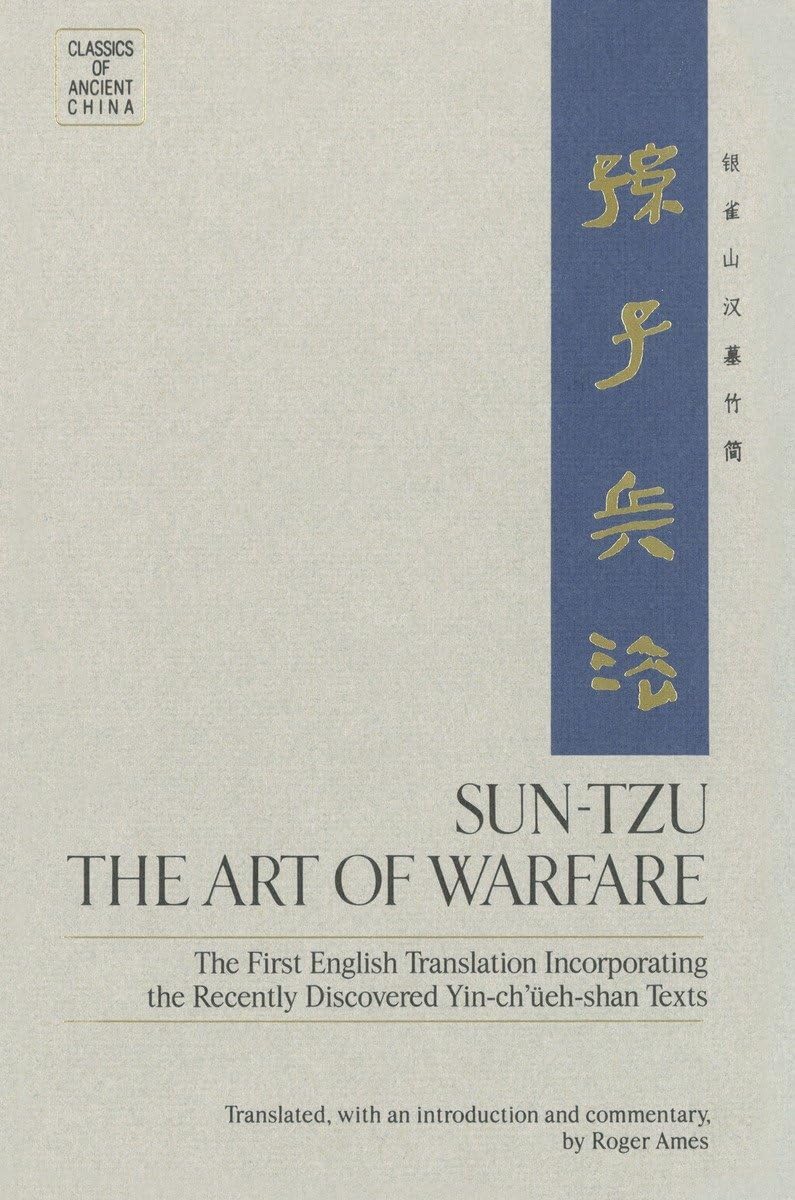 CLASSICS
OF
ANCIENT
CHINA
孫子兵法
银雀山汉墓竹简
SUN-TZU
THE ART OF WARFARE
The First English Translation Incorporating
the Recently Discovered Yin-ch'üeh-shan Texts
Translated, with an introduction and commentary,
by Roger Ames